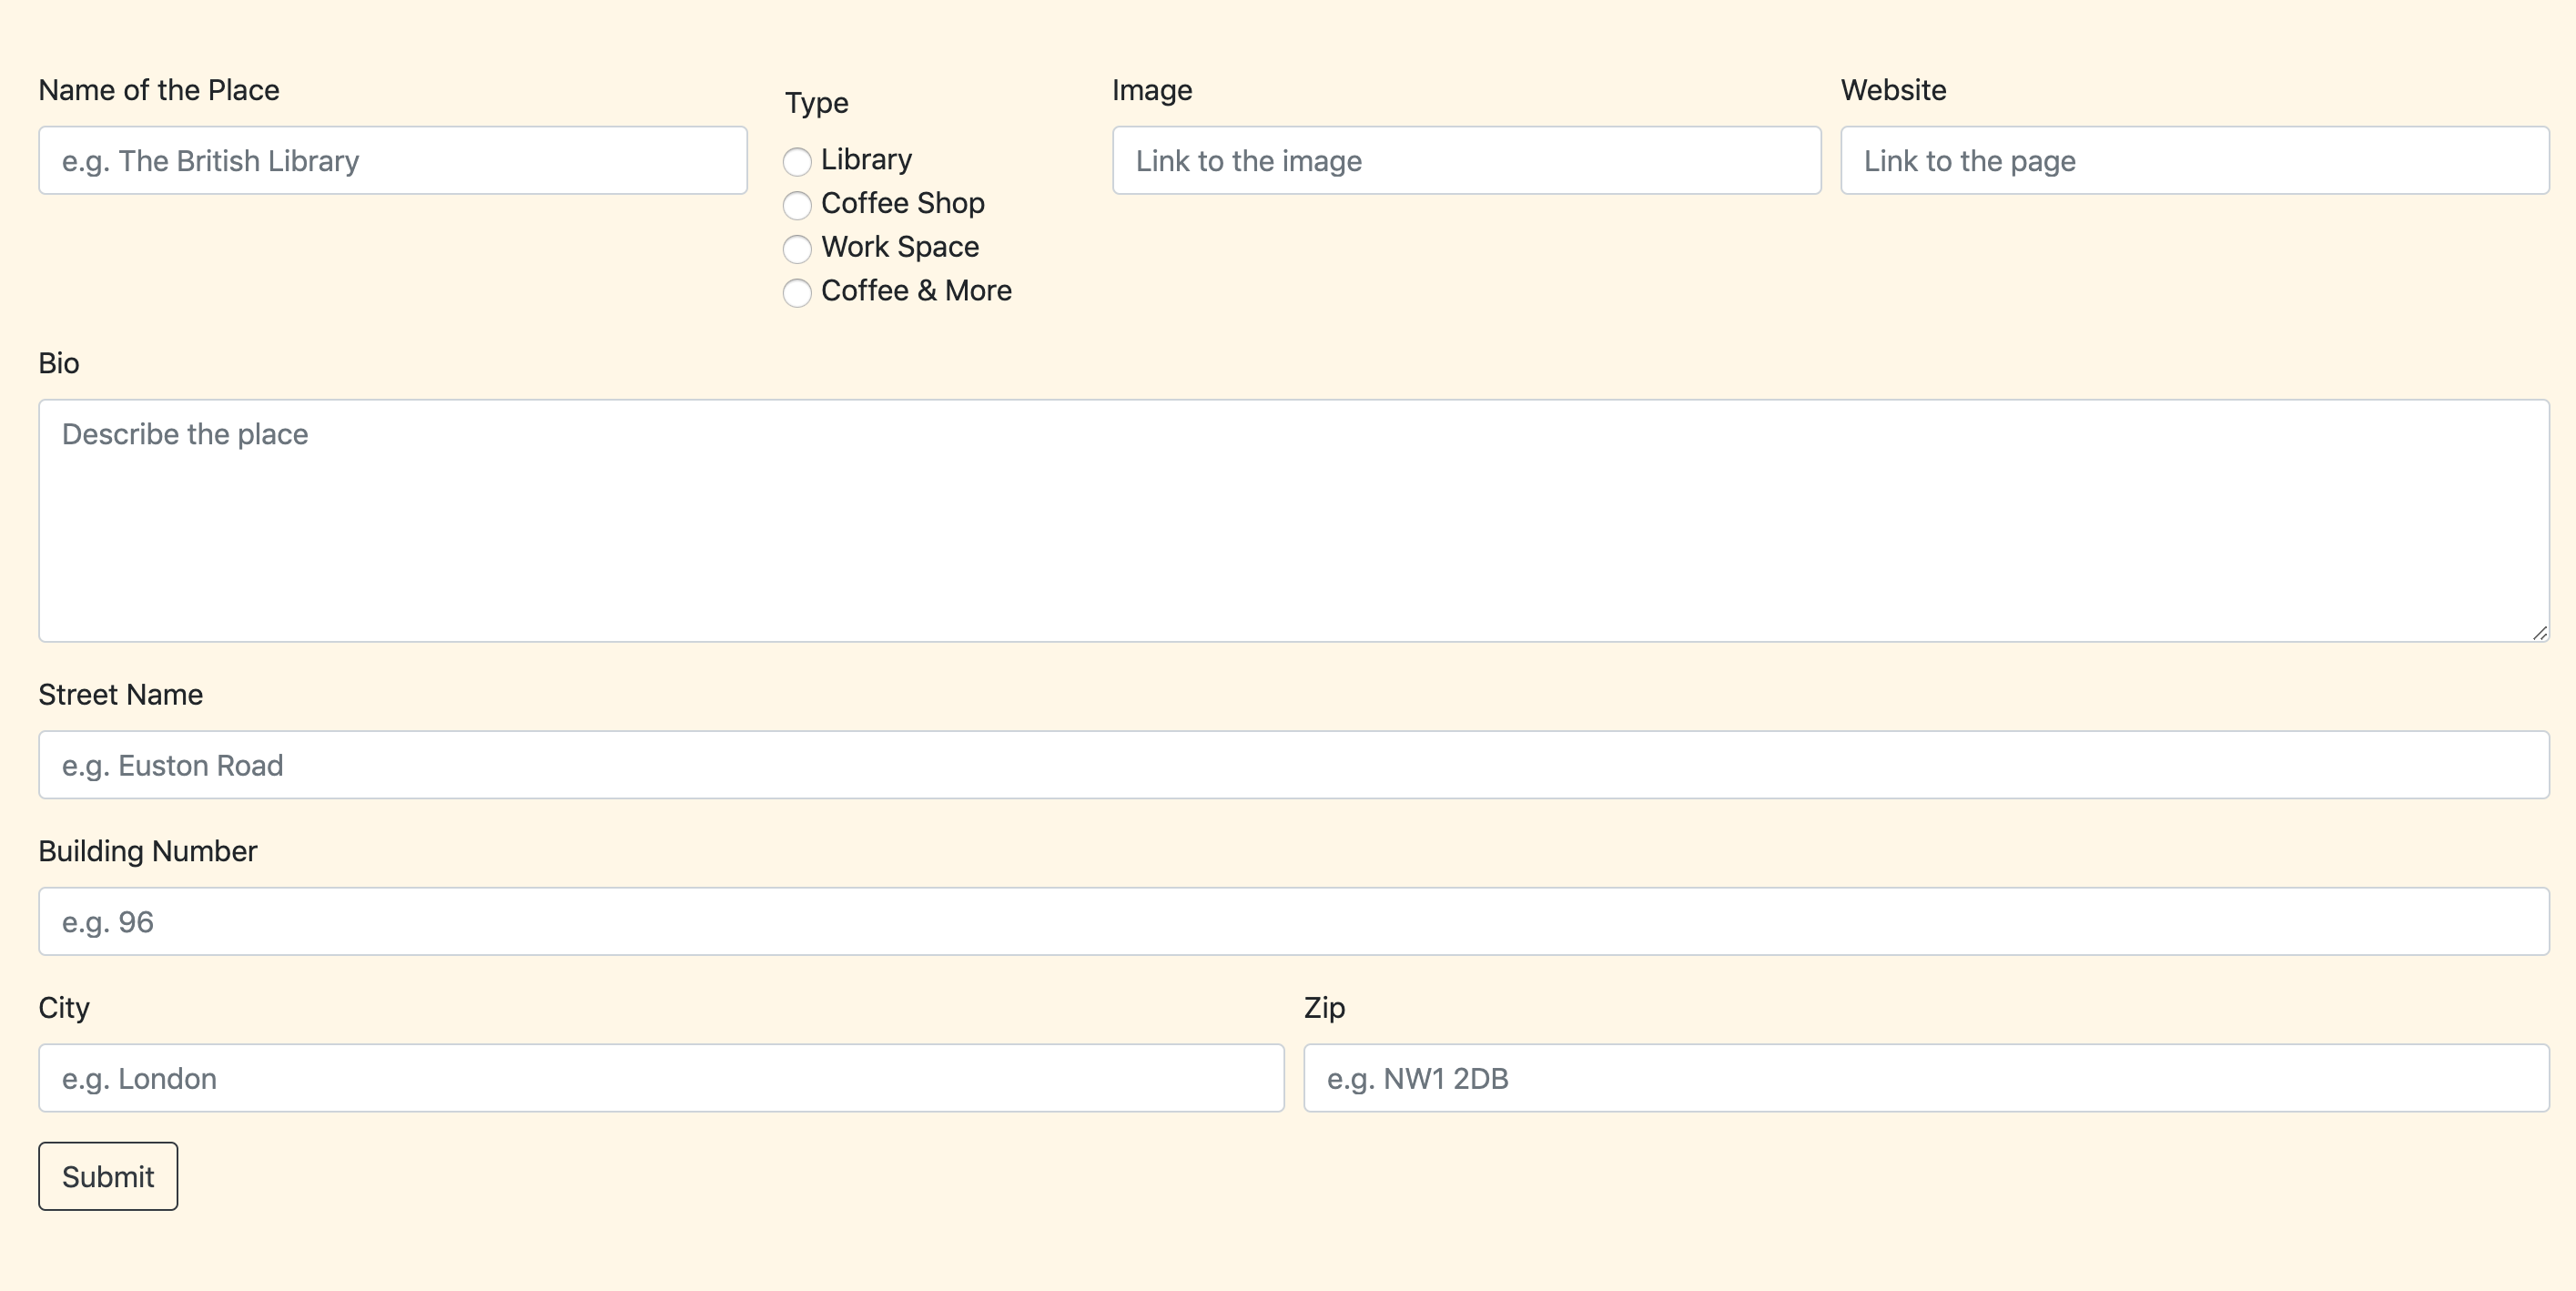 Name of the Place
e.g. The British Library
Type
Library
Coffee Shop
Work Space
Coffee & More
Image
Link to the image
Website
Link to the page
Bio
Describe the place
Street Name
e.g. Euston Road
Building Number
e.g. 96
City
e.g. London
Zip
e.g. NW1 2DB
Submit